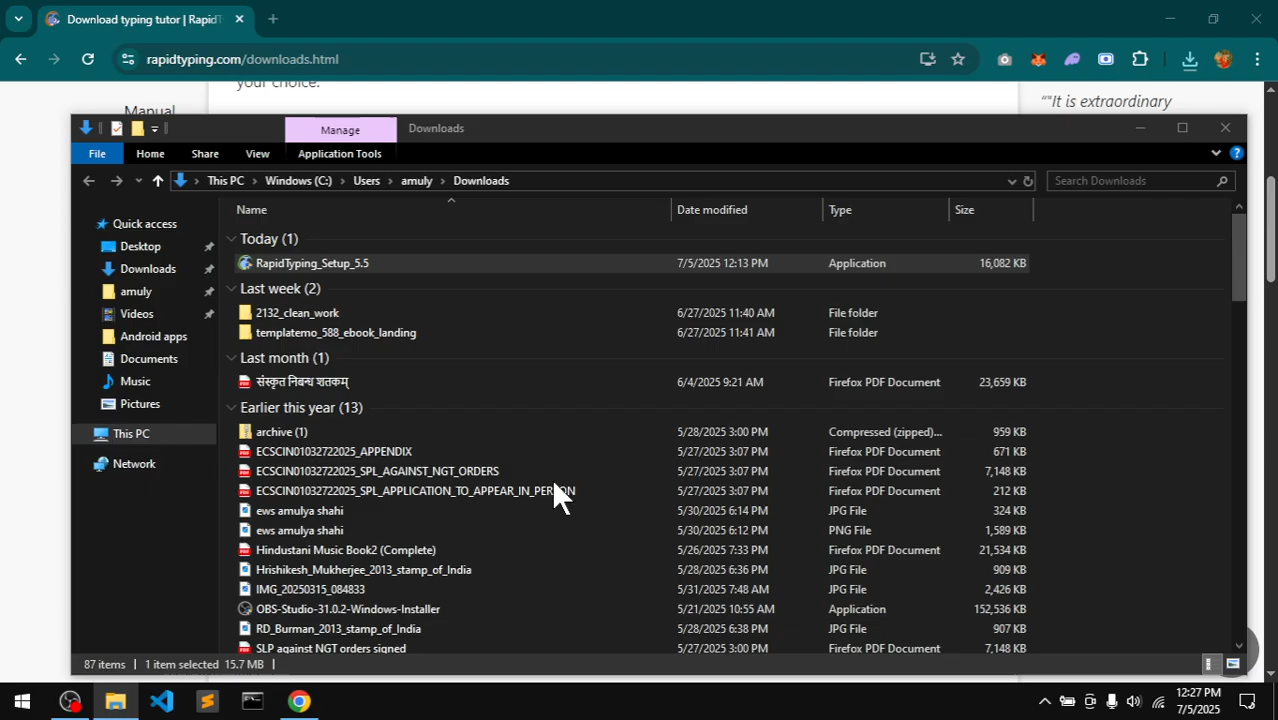 Download typing tutor | RapidT
rapidtyping.com/downloads.html
your choice.
Manual
“"It is extraordinary
Manage
Downloads
File
Home
Share
View
Application Tools
This PC
Windows (C:)
Users
amuly
Downloads
Search Downloads
Name
Date modified
Type
Size
Quick access
Desktop
Downloads
amuly
Videos
Android apps
Documents
Music
Pictures
This PC
Network
Today (1)
RapidTyping_Setup_5.5 7/5/2025 12:13 PM Application 16,082 KB
Last week (2)
2132_clean_work 6/27/2025 11:40 AM File folder
templatemo_588_ebook_landing 6/27/2025 11:41 AM File folder
Last month (1)
संस्कृत निबन्ध शतकम् 6/4/2025 9:21 AM Firefox PDF Document 23,659 KB
Earlier this year (13)
archive (1) 5/28/2025 3:00 PM Compressed (zipped)... 959 KB
ECSCIN01032722025_APPENDIX 5/27/2025 3:07 PM Firefox PDF Document 671 KB
ECSCIN01032722025_SPL_AGAINST_NGT_ORDERS 5/27/2025 3:07 PM Firefox PDF Document 7,148 KB
ECSCIN01032722025_SPL_APPLICATION_TO_APPEAR_IN_PERSON 5/27/2025 3:07 PM Firefox PDF Document 212 KB
ews amulya shahi 5/30/2025 6:14 PM JPG File 324 KB
ews amulya shahi 5/30/2025 6:12 PM PNG File 1,589 KB
Hindustani Music Book2 (Complete) 5/26/2025 7:33 PM Firefox PDF Document 21,534 KB
Hrishikesh_Mukherjee_2013_stamp_of_India 5/28/2025 6:36 PM JPG File 909 KB
IMG_20250315_084833 5/31/2025 7:48 AM JPG File 2,426 KB
OBS-Studio-31.0.2-Windows-Installer 5/21/2025 10:55 AM Application 152,536 KB
RD_Burman_2013_stamp_of_India 5/28/2025 6:38 PM JPG File 907 KB
SLP against NGT orders signed 5/27/2025 3:00 PM Firefox PDF Document 7,148 KB
87 items
1 item selected 15.7 MB
12:27 PM
7/5/2025